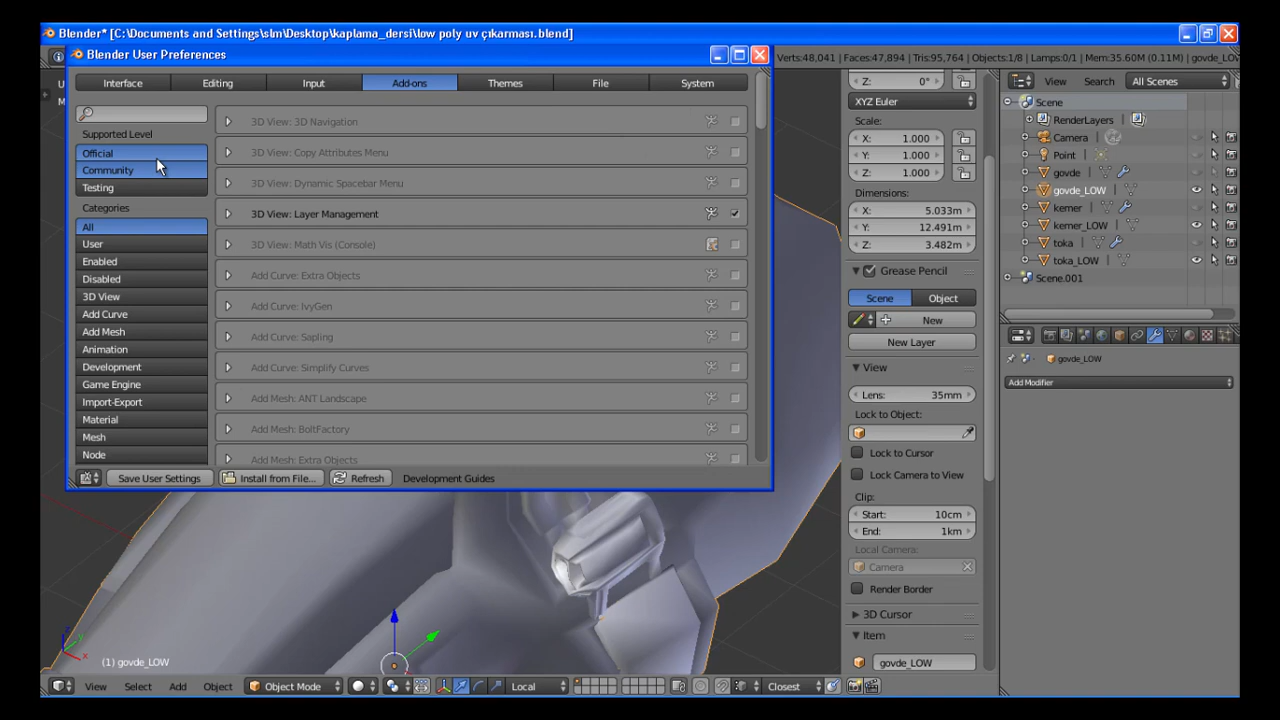 Blender* [C:\Documents and Settings\slm\Desktop\kaplama_dersi\low poly uv çıkarması.blend]
Blender User Preferences
Verts:48,041 | Faces:47,894 | Tris:95,764 | Objects:1/8 | Lamps:0/1 | Mem:35.60M (0.11M) | govde_LOW
Interface
Editing
Input
Add-ons
Themes
File
System
Supported Level
Official
Community
Testing
Categories
All
User
Enabled
Disabled
3D View
Add Curve
Add Mesh
Animation
Development
Game Engine
Import-Export
Material
Mesh
Node
3D View: 3D Navigation
3D View: Copy Attributes Menu
3D View: Dynamic Spacebar Menu
3D View: Layer Management
3D View: Math Vis (Console)
Add Curve: Extra Objects
Add Curve: IvyGen
Add Curve: Sapling
Add Curve: Simplify Curves
Add Mesh: ANT Landscape
Add Mesh: BoltFactory
Add Mesh: Extra Objects
Save User Settings
Install from File...
Refresh
Development Guides
Z: 0°
XYZ Euler
Scale:
X: 1.000
Y: 1.000
Z: 1.000
Dimensions:
X: 5.033m
Y: 12.491m
Z: 3.482m
Grease Pencil
Scene
Object
New
New Layer
View
Lens: 35mm
Lock to Object:
Lock to Cursor
Lock Camera to View
Clip:
Start: 10cm
End: 1km
Local Camera:
Camera
Render Border
3D Cursor
Item
govde_LOW
View
Search
All Scenes
Scene
RenderLayers
Camera
Point
govde
govde_LOW
kemer
kemer_LOW
toka
toka_LOW
Scene.001
govde_LOW
Add Modifier
z
y
x
(1) govde_LOW
View
Select
Add
Object
Object Mode
Local
Closest